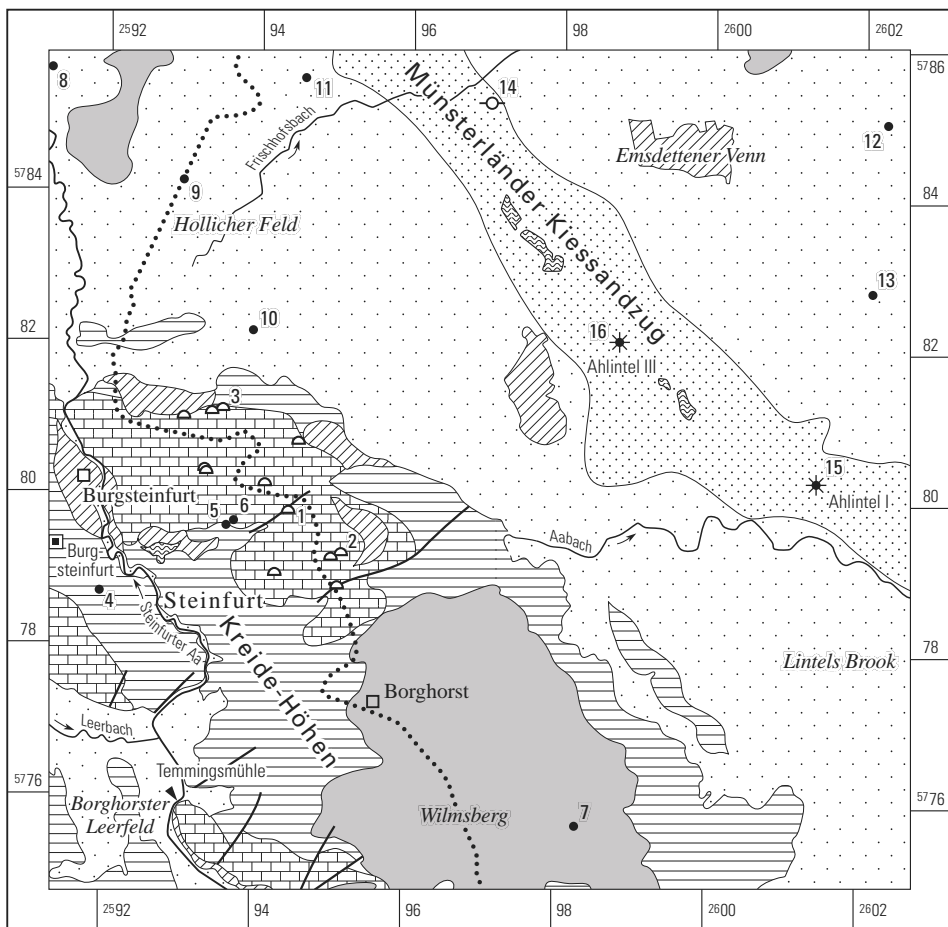 2592 94 96 98 2600 2602
5786
8
11
14
Münsterländer Kiessandzug
12
Frischhofsbach
Emsdettener Venn
5784
9
Hollicher Feld
84
13
10
82
16
Ahlintel III
82
3
80
Burgsteinfurt
15
Ahlintel I
80
5 6
1
2
Aabach
Burg-
steinfurt
4
Steinfurt
Steinfurter Aa
78
Kreide-Höhen
Lintels Brook
78
Borghorst
Leerbach
Temmingsmühle
5776
Borghorster
Leerfeld
Wilmsberg
7
5776
2592 94 96 98 2600 2602